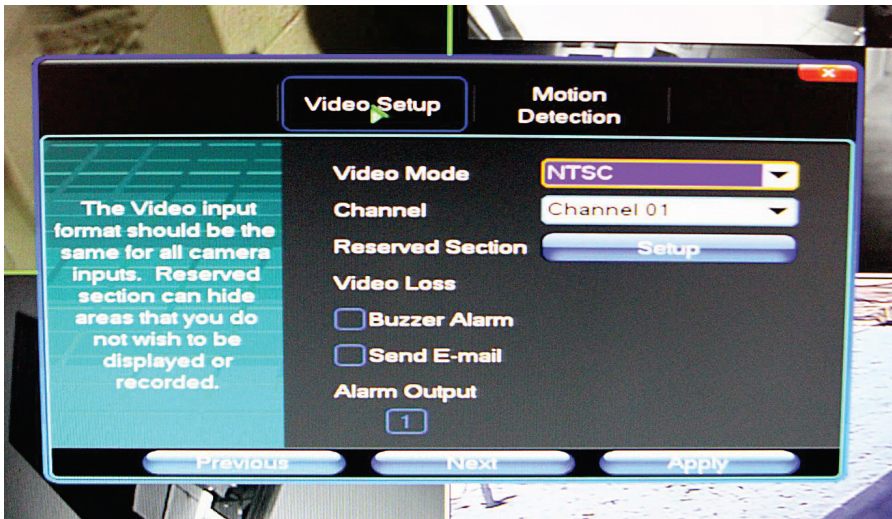 Video Setup
Motion
Detection
The Video input
format should be the
same for all camera
inputs. Reserved
section can hide
areas that you do
not wish to be
displayed or
recorded.
Video Mode
NTSC
Channel
Channel 01
Reserved Section
Setup
Video Loss
Buzzer Alarm
Send E-mail
Alarm Output
1
Previous
Next
Apply